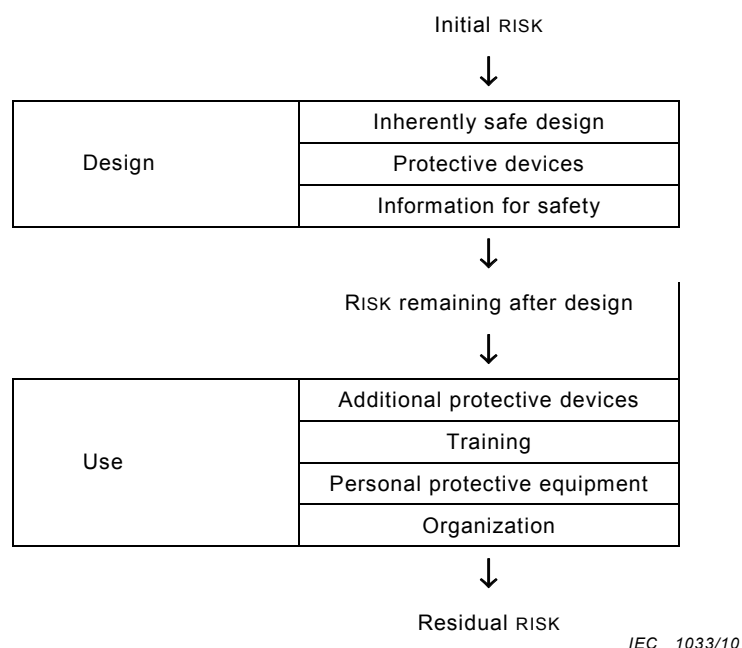 Initial RISK
↓
Design
Inherently safe design
Protective devices
Information for safety
↓
RISK remaining after design
↓
Use
Additional protective devices
Training
Personal protective equipment
Organization
↓
Residual RISK
IEC 1033/10